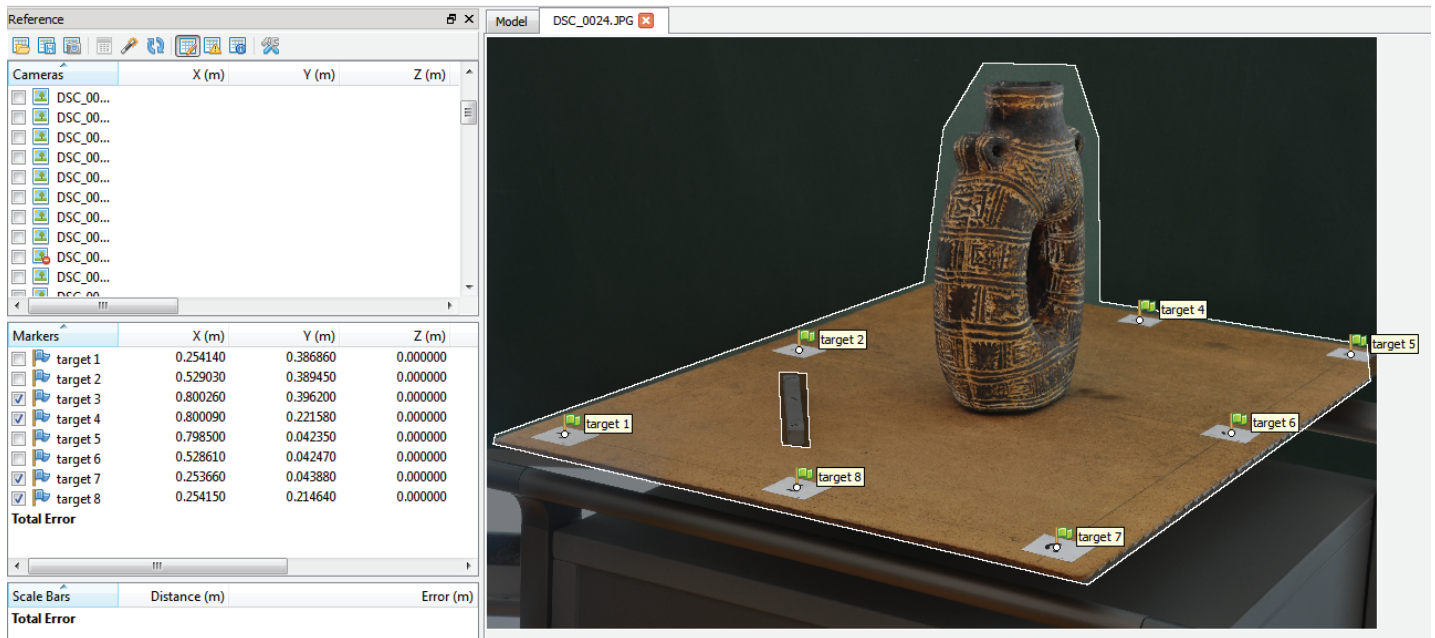 Reference
Model DSC_0024.JPG
Cameras X (m) Y (m) Z (m)
DSC_00...
DSC_00...
DSC_00...
DSC_00...
DSC_00...
DSC_00...
DSC_00...
DSC_00...
DSC_00...
DSC_00...
Markers X (m) Y (m) Z (m)
target 1 0.254140 0.386860 0.000000
target 2 0.529030 0.389450 0.000000
target 3 0.800260 0.396200 0.000000
target 4 0.800090 0.221580 0.000000
target 5 0.798500 0.042350 0.000000
target 6 0.528610 0.042470 0.000000
target 7 0.253660 0.043880 0.000000
target 8 0.254150 0.214640 0.000000
Total Error
Scale Bars Distance (m) Error (m)
Total Error
target 4
target 2
target 5
target 1
target 6
target 8
target 7